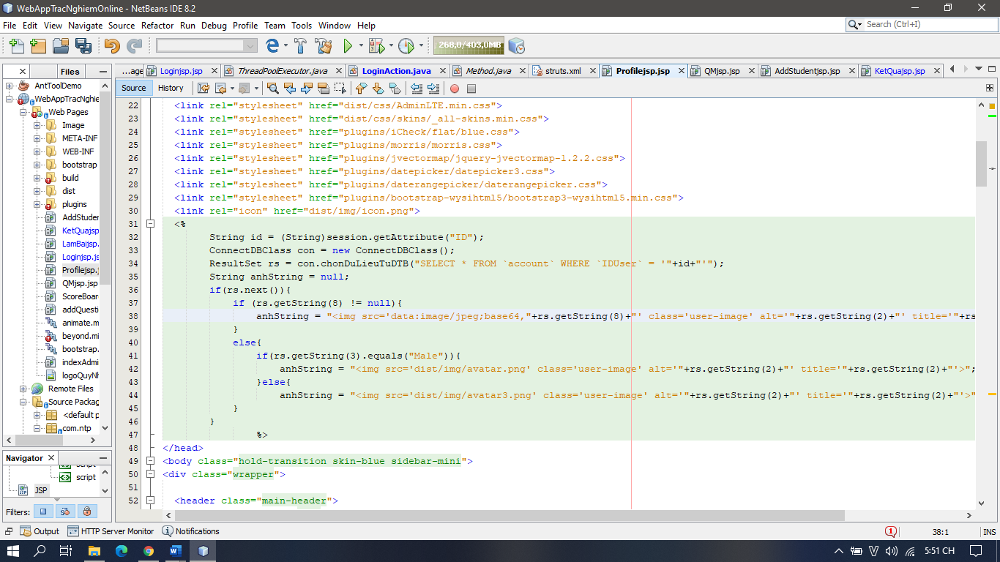 WebAppTracNghiemOnline - NetBeans IDE 8.2
File Edit View Navigate Source Refactor Run Debug Profile Team Tools Window Help
Search (Ctrl+I)
268,0/403,0MB
Files
...age Loginjsp.jsp ThreadPoolExecutor.java LoginAction.java Method.java struts.xml Profilejsp.jsp QMjsp.jsp AddStudentjsp.jsp KetQuajsp.jsp
Source History
AntToolDemo
WebAppTracNghie
Web Pages
Image
META-INF
WEB-INF
bootstrap
build
dist
plugins
AddStuden
KetQuajsp
LamBaijsp.
Loginjsp.js
Profilejsp.j
QMjsp.jsp
ScoreBoar
addQuesti
animate.m
beyond.mi
bootstrap.
indexAdmi
logoQuyNh
Remote Files
Source Packag
<default p
com.ntp
22 <link rel="stylesheet" href="dist/css/AdminLTE.min.css">
23 <link rel="stylesheet" href="dist/css/skins/_all-skins.min.css">
24 <link rel="stylesheet" href="plugins/iCheck/flat/blue.css">
25 <link rel="stylesheet" href="plugins/morris/morris.css">
26 <link rel="stylesheet" href="plugins/jvectormap/jquery-jvectormap-1.2.2.css">
27 <link rel="stylesheet" href="plugins/datepicker/datepicker3.css">
28 <link rel="stylesheet" href="plugins/daterangepicker/daterangepicker.css">
29 <link rel="stylesheet" href="plugins/bootstrap-wysihtml5/bootstrap3-wysihtml5.min.css">
30 <link rel="icon" href="dist/img/icon.png">
31 <%
32 String id = (String)session.getAttribute("ID");
33 ConnectDBClass con = new ConnectDBClass();
34 ResultSet rs = con.chonDuLieuTuDTB("SELECT * FROM `account` WHERE `IDUser` = '"+id+"'");
35 String anhString = null;
36 if(rs.next()){
37 if (rs.getString(8) != null){
38 anhString = "<img src='data:image/jpeg;base64,"+rs.getString(8)+"' class='user-image' alt='"+rs.getString(2)+"' title='"+rs
39 }
40 else{
41 if(rs.getString(3).equals("Male")){
42 anhString = "<img src='dist/img/avatar.png' class='user-image' alt='"+rs.getString(2)+"' title='"+rs.getString(2)+"'>";
43 }else{
44 anhString = "<img src='dist/img/avatar3.png' class='user-image' alt='"+rs.getString(2)+"' title='"+rs.getString(2)+"'>"
45 }
46 }
47 %>
48 </head>
49 <body class="hold-transition skin-blue sidebar-mini">
50 <div class="wrapper">
51
52 <header class="main-header">
Navigator
script
script
JSP
Filters:
Output HTTP Server Monitor Notifications
1 38:1 INS
5:51 CH